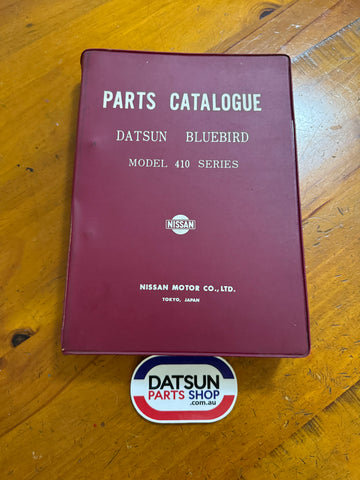 PARTS CATALOGUE
DATSUN BLUEBIRD
MODEL 410 SERIES
NISSAN
NISSAN MOTOR CO., LTD.
TOKYO, JAPAN
DATSUN
PARTS SHOP
.com.au